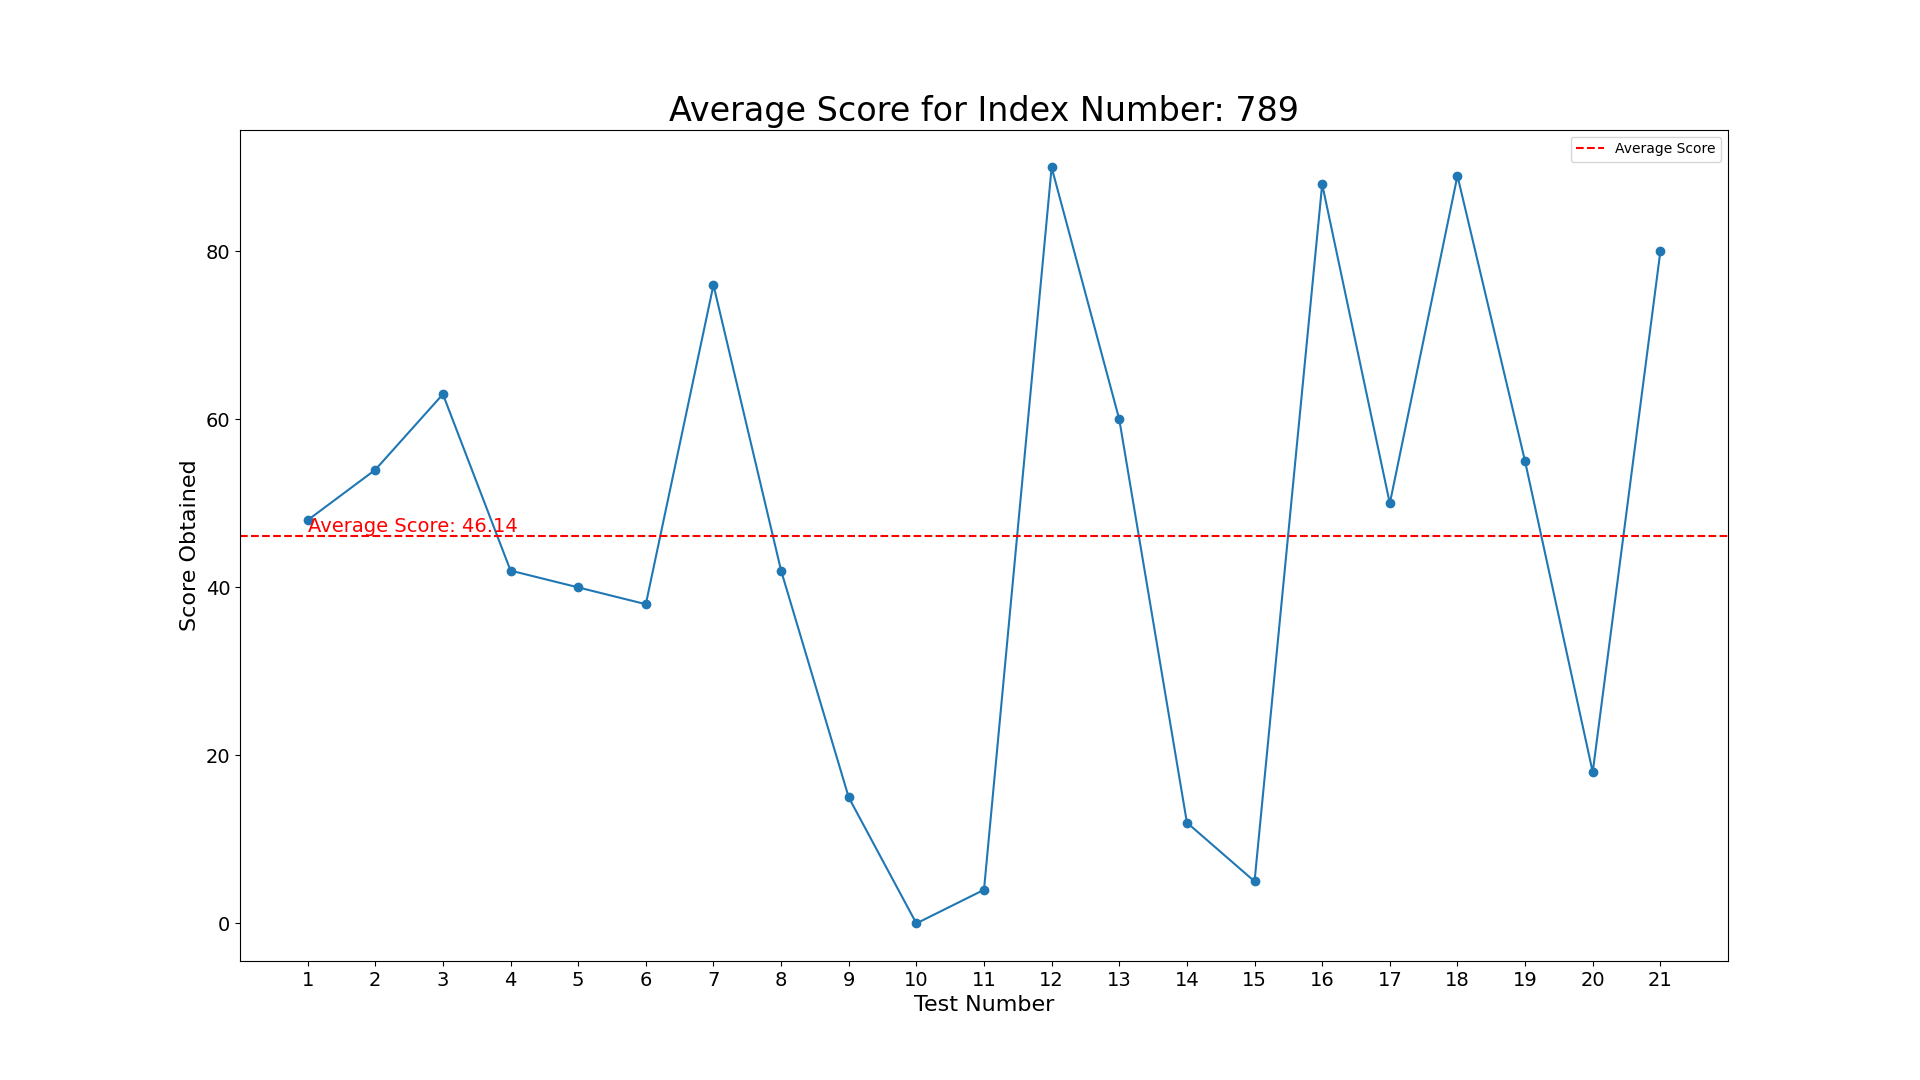 Average Score for Index Number: 789
Average Score
80
60
40
20
0
Score Obtained
Average Score: 46.14
1 2 3 4 5 6 7 8 9 10 11 12 13 14 15 16 17 18 19 20 21
Test Number